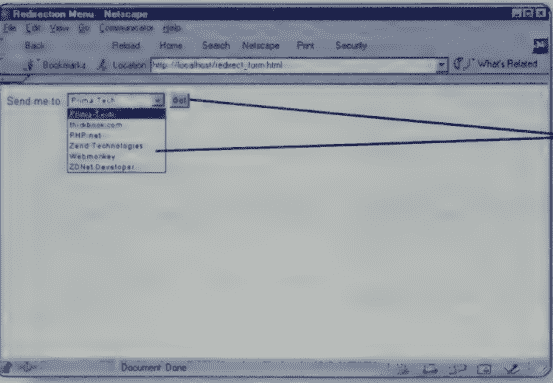 Redirection Menu - Netscape
File Edit View Go Communicator Help
Back Reload Home Search Netscape Print Security
Bookmarks Location http://localhost/redirect_form.html What's Related
Send me to Prima Tech Go!
Prima Tech
thickbook.com
PHP.net
Zend Technologies
Webmonkey
ZDNet Developer
Document Done